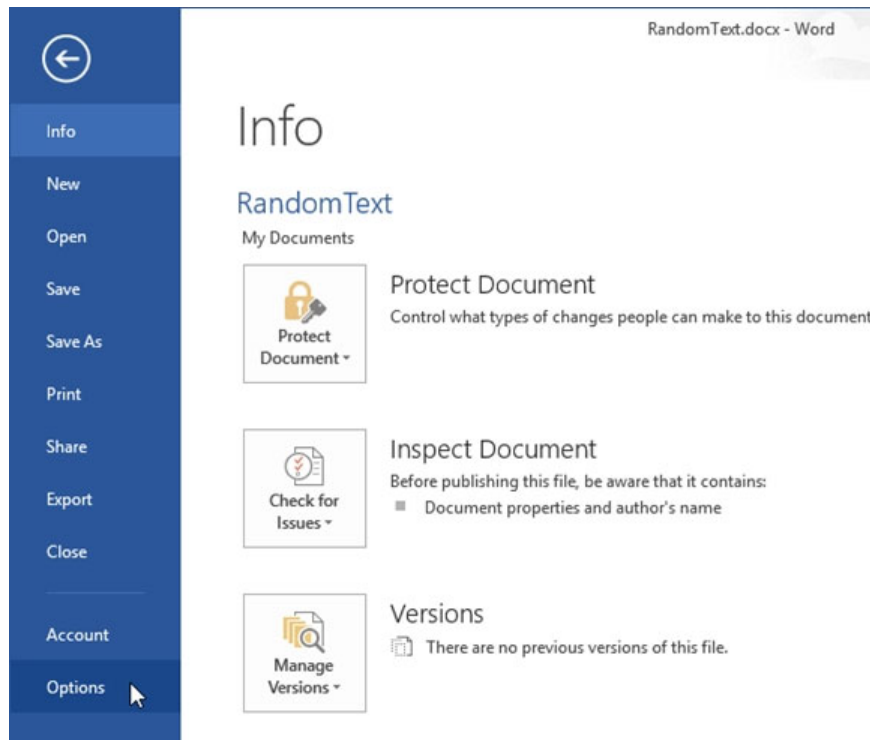 RandomText.docx - Word
Info
New
Open
Save
Save As
Print
Share
Export
Close
Account
Options
Info
RandomText
My Documents
Protect
Document
Protect Document
Control what types of changes people can make to this document
Check for
Issues
Inspect Document
Before publishing this file, be aware that it contains:
Document properties and author's name
Manage
Versions
Versions
There are no previous versions of this file.